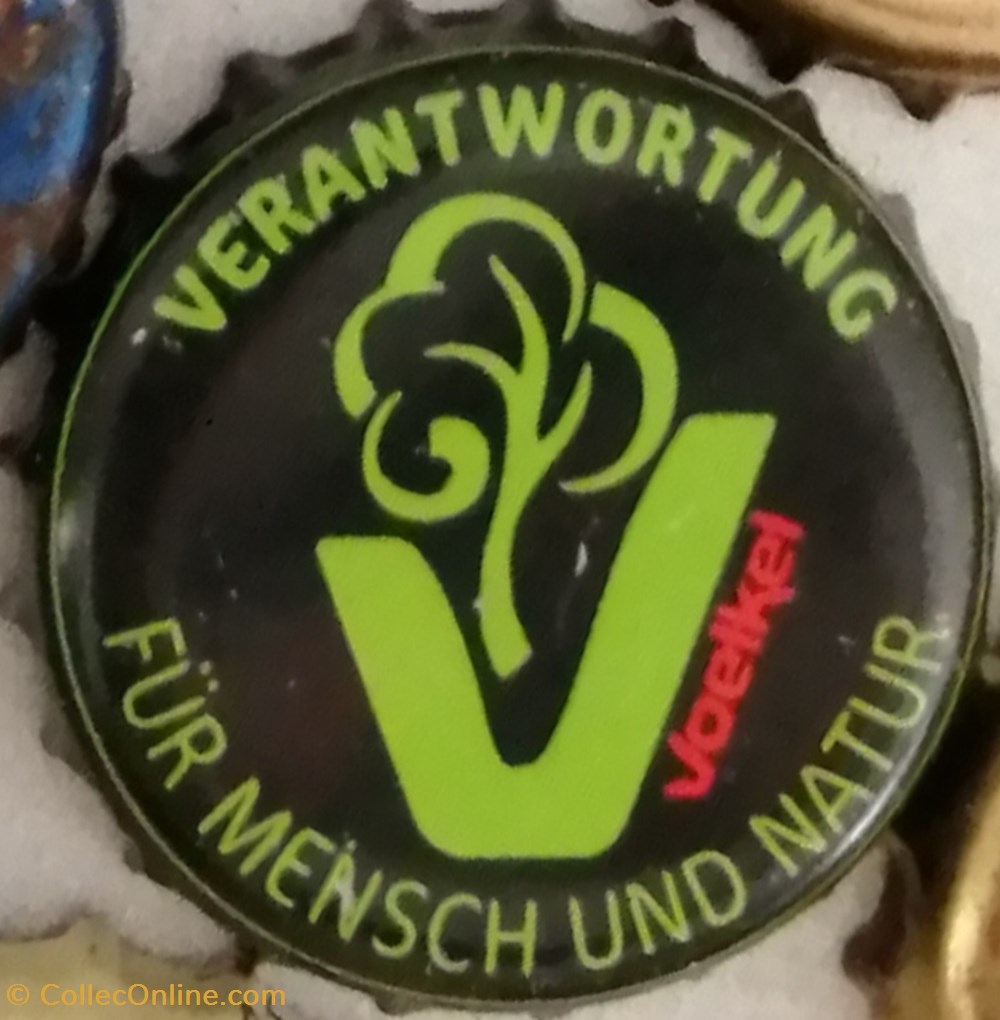 VERANTWORTUNG
V
voelkel
FÜR MENSCH UND NATUR
© CollecOnline.com